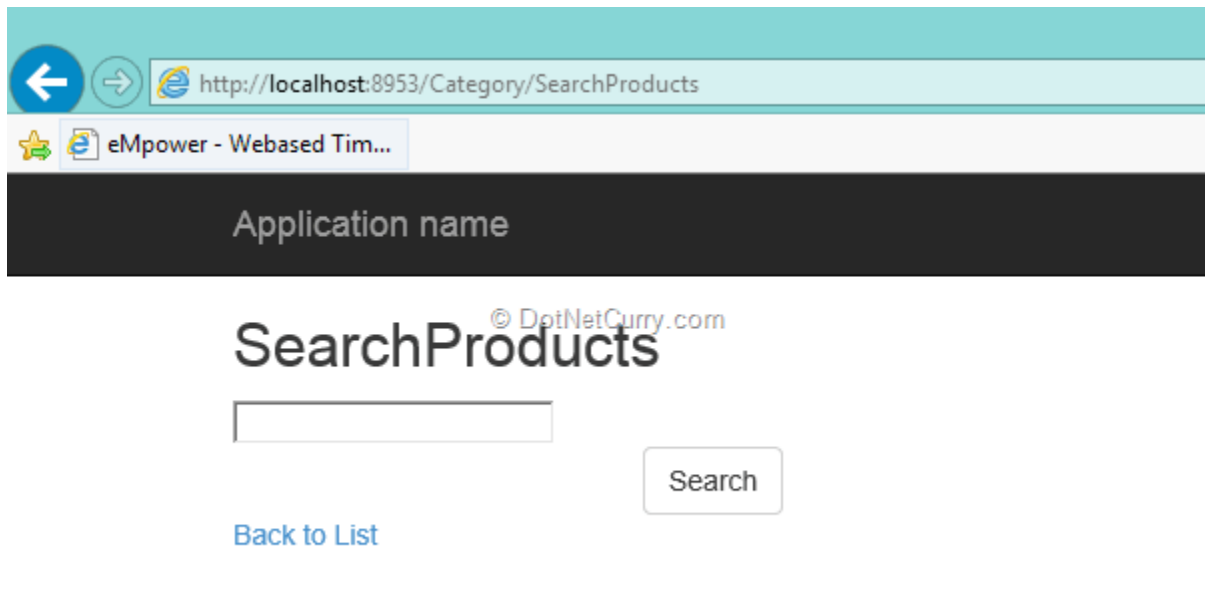 http://localhost:8953/Category/SearchProducts
eMpower - Webased Tim...
Application name
© DotNetCurry.com
SearchProducts
Search
Back to List